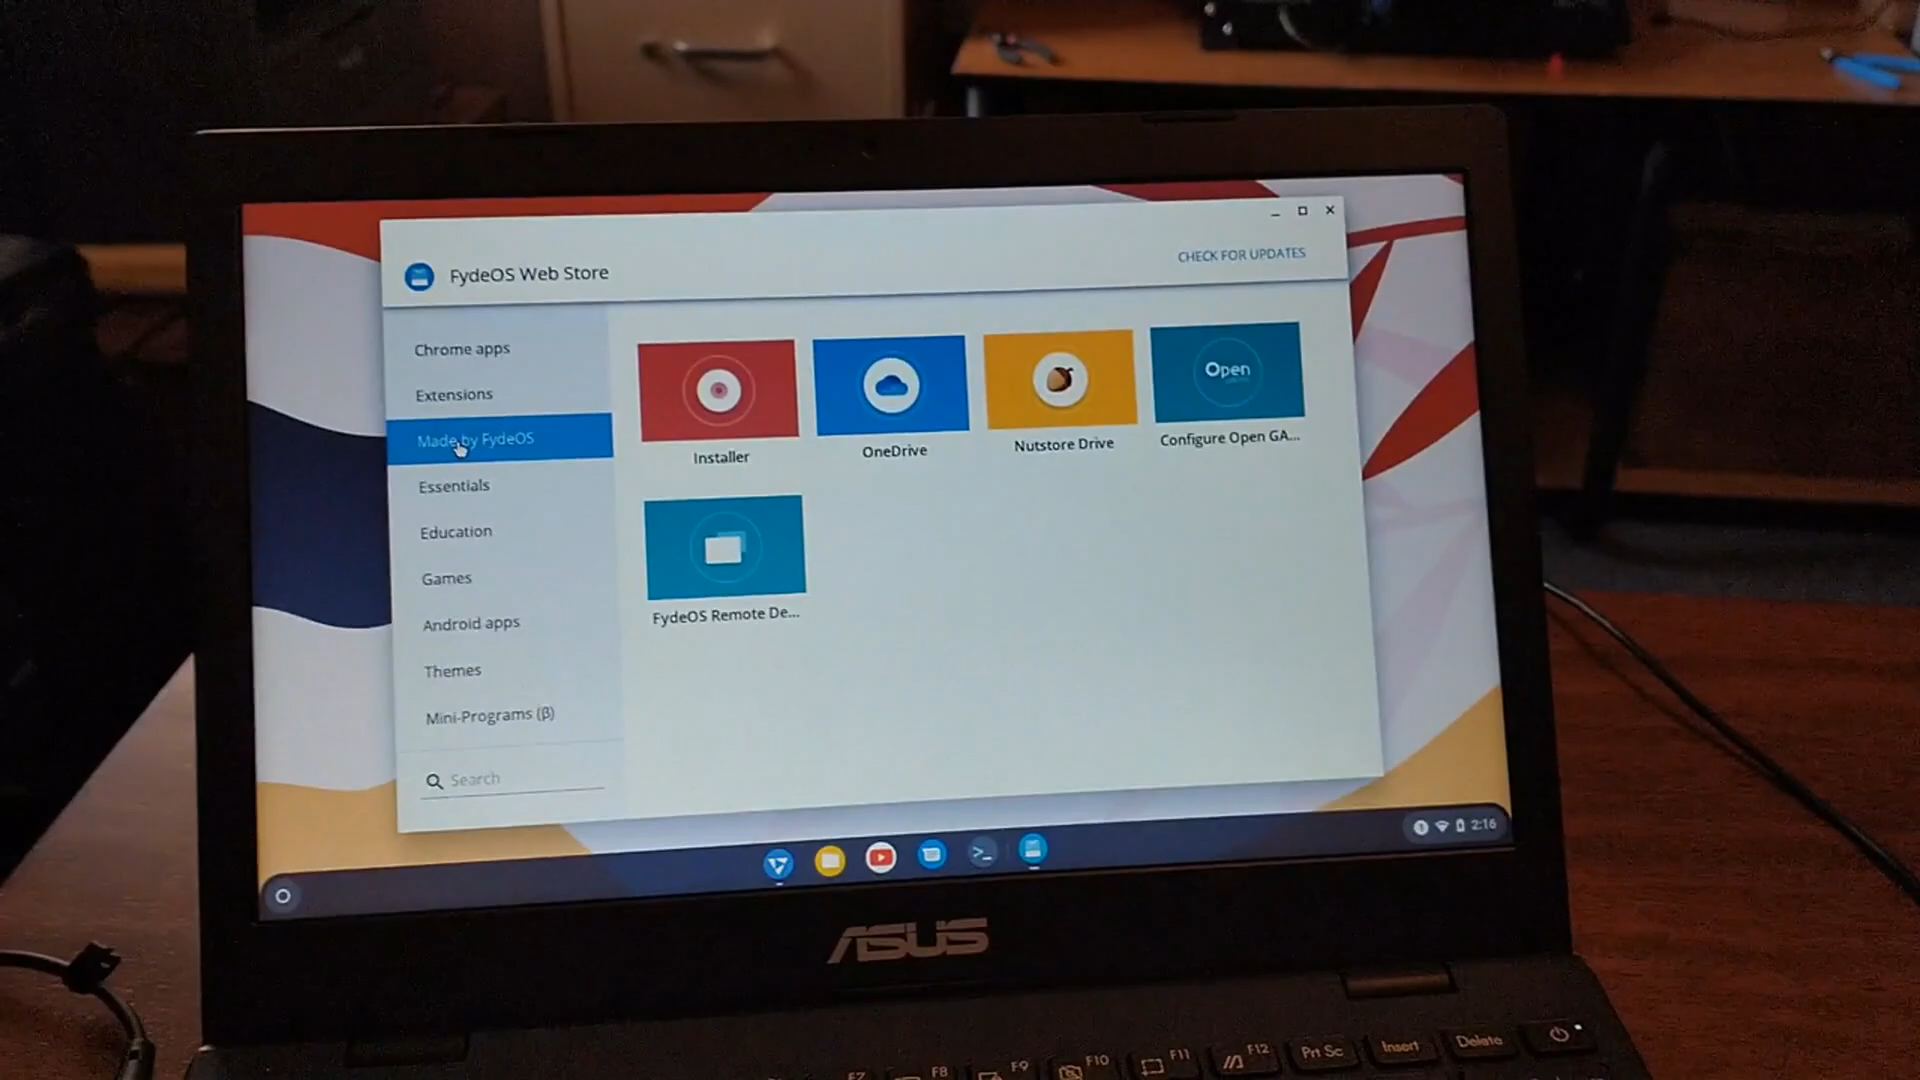 CHECK FOR UPDATES
FydeOS Web Store
Chrome apps
Extensions
Made by FydeOS
Essentials
Education
Games
Android apps
Themes
Mini-Programs (β)
Search
Open
Installer
OneDrive
Nutstore Drive
Configure Open GA...
FydeOS Remote De...
2:16
ASUS
F7
F8
F9
F10
F11
F12
Prt Sc
Insert
Delete